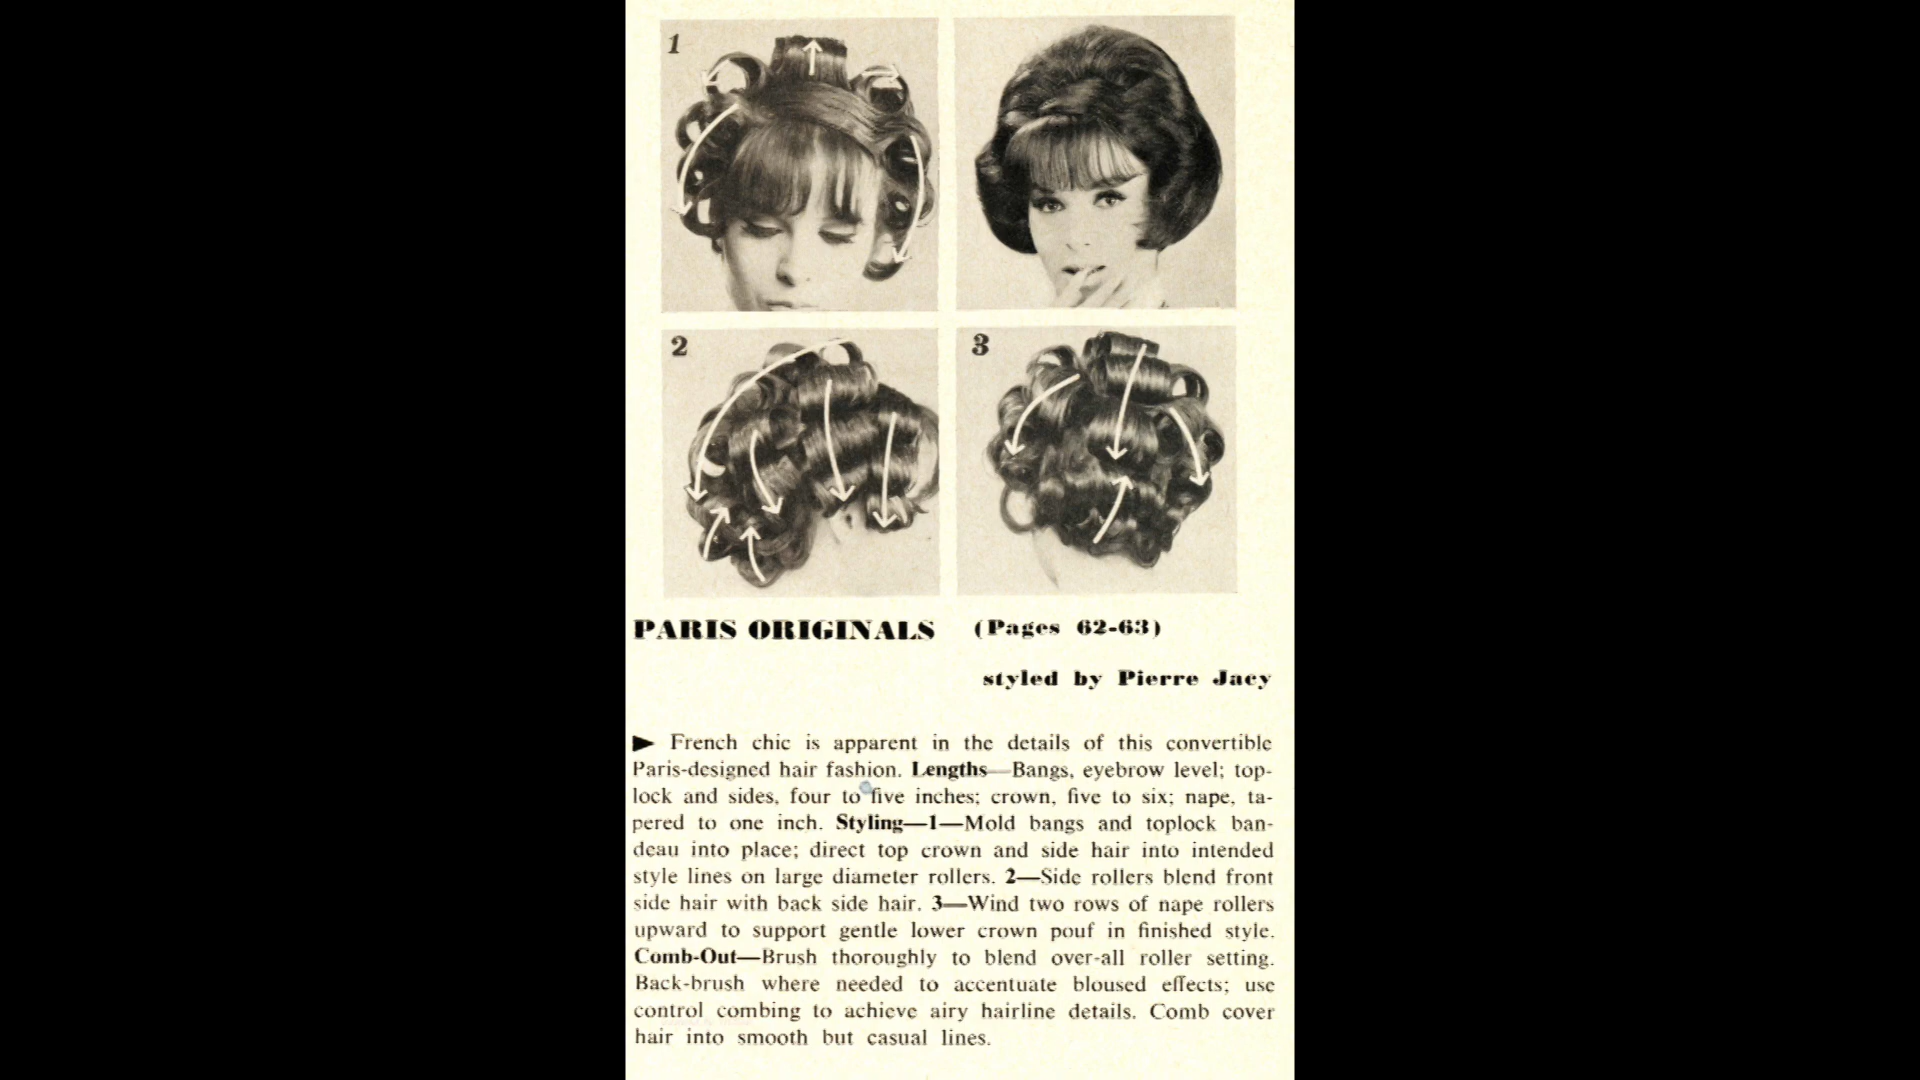 1
2
3
PARIS ORIGINALS (Pages 62-63)
styled by Pierre Jacy
► French chic is apparent in the details of this convertible
Paris-designed hair fashion. Lengths—Bangs, eyebrow level; top-
lock and sides, four to five inches; crown, five to six; nape, ta-
pered to one inch. Styling—1—Mold bangs and toplock ban-
deau into place; direct top crown and side hair into intended
style lines on large diameter rollers. 2—Side rollers blend front
side hair with back side hair. 3—Wind two rows of nape rollers
upward to support gentle lower crown pouf in finished style.
Comb-Out—Brush thoroughly to blend over-all roller setting.
Back-brush where needed to accentuate bloused effects; use
control combing to achieve airy hairline details. Comb cover
hair into smooth but casual lines.